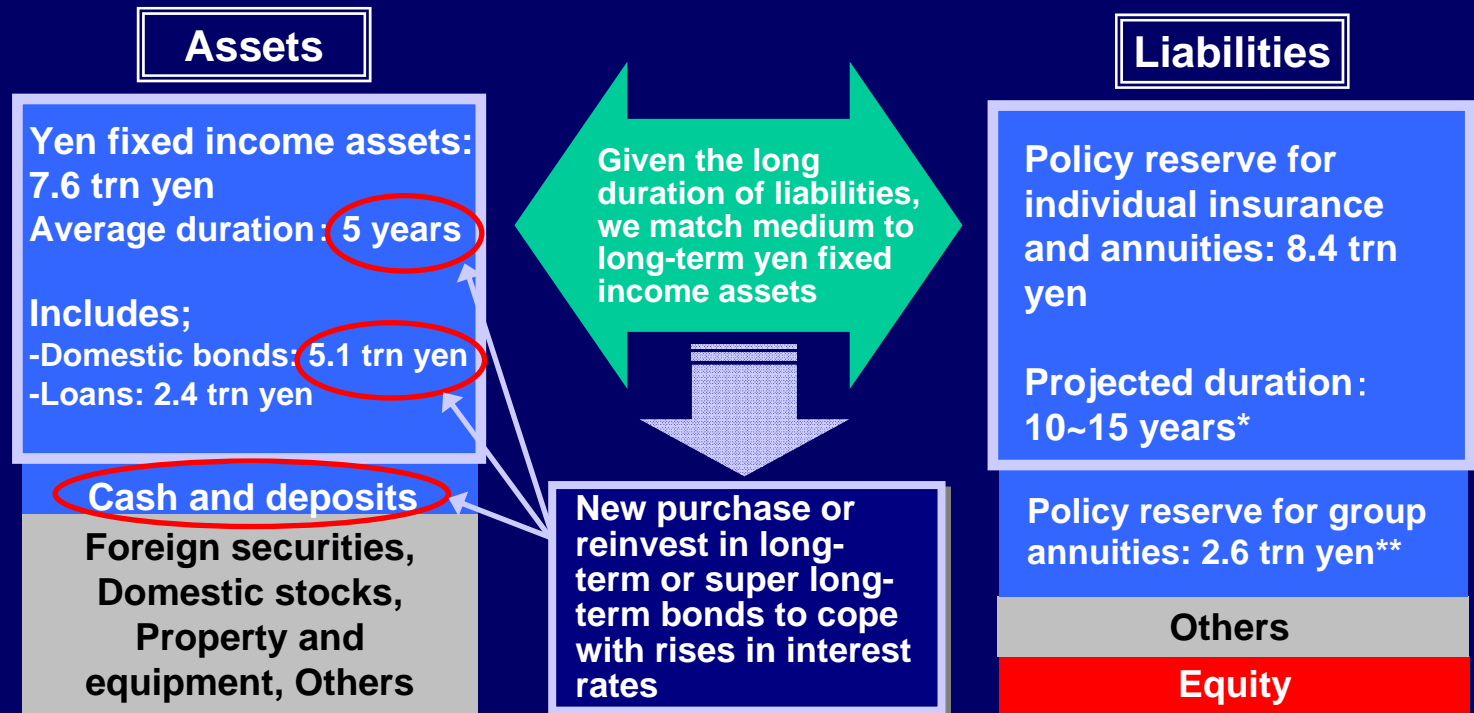 Assets
Liabilities
Yen fixed income assets:
7.6 trn yen
Average duration: 5 years
Includes;
-Domestic bonds: 5.1 trn yen
-Loans: 2.4 trn yen
Cash and deposits
Foreign securities,
Domestic stocks,
Property and
equipment, Others
Given the long
duration of liabilities,
we match medium to
long-term yen fixed
income assets
New purchase or
reinvest in long-
term or super long-
term bonds to cope
with rises in interest
rates
Policy reserve for
individual insurance
and annuities: 8.4 trn
yen
Projected duration:
10~15 years*
Policy reserve for group
annuities: 2.6 trn yen**
Others
Equity